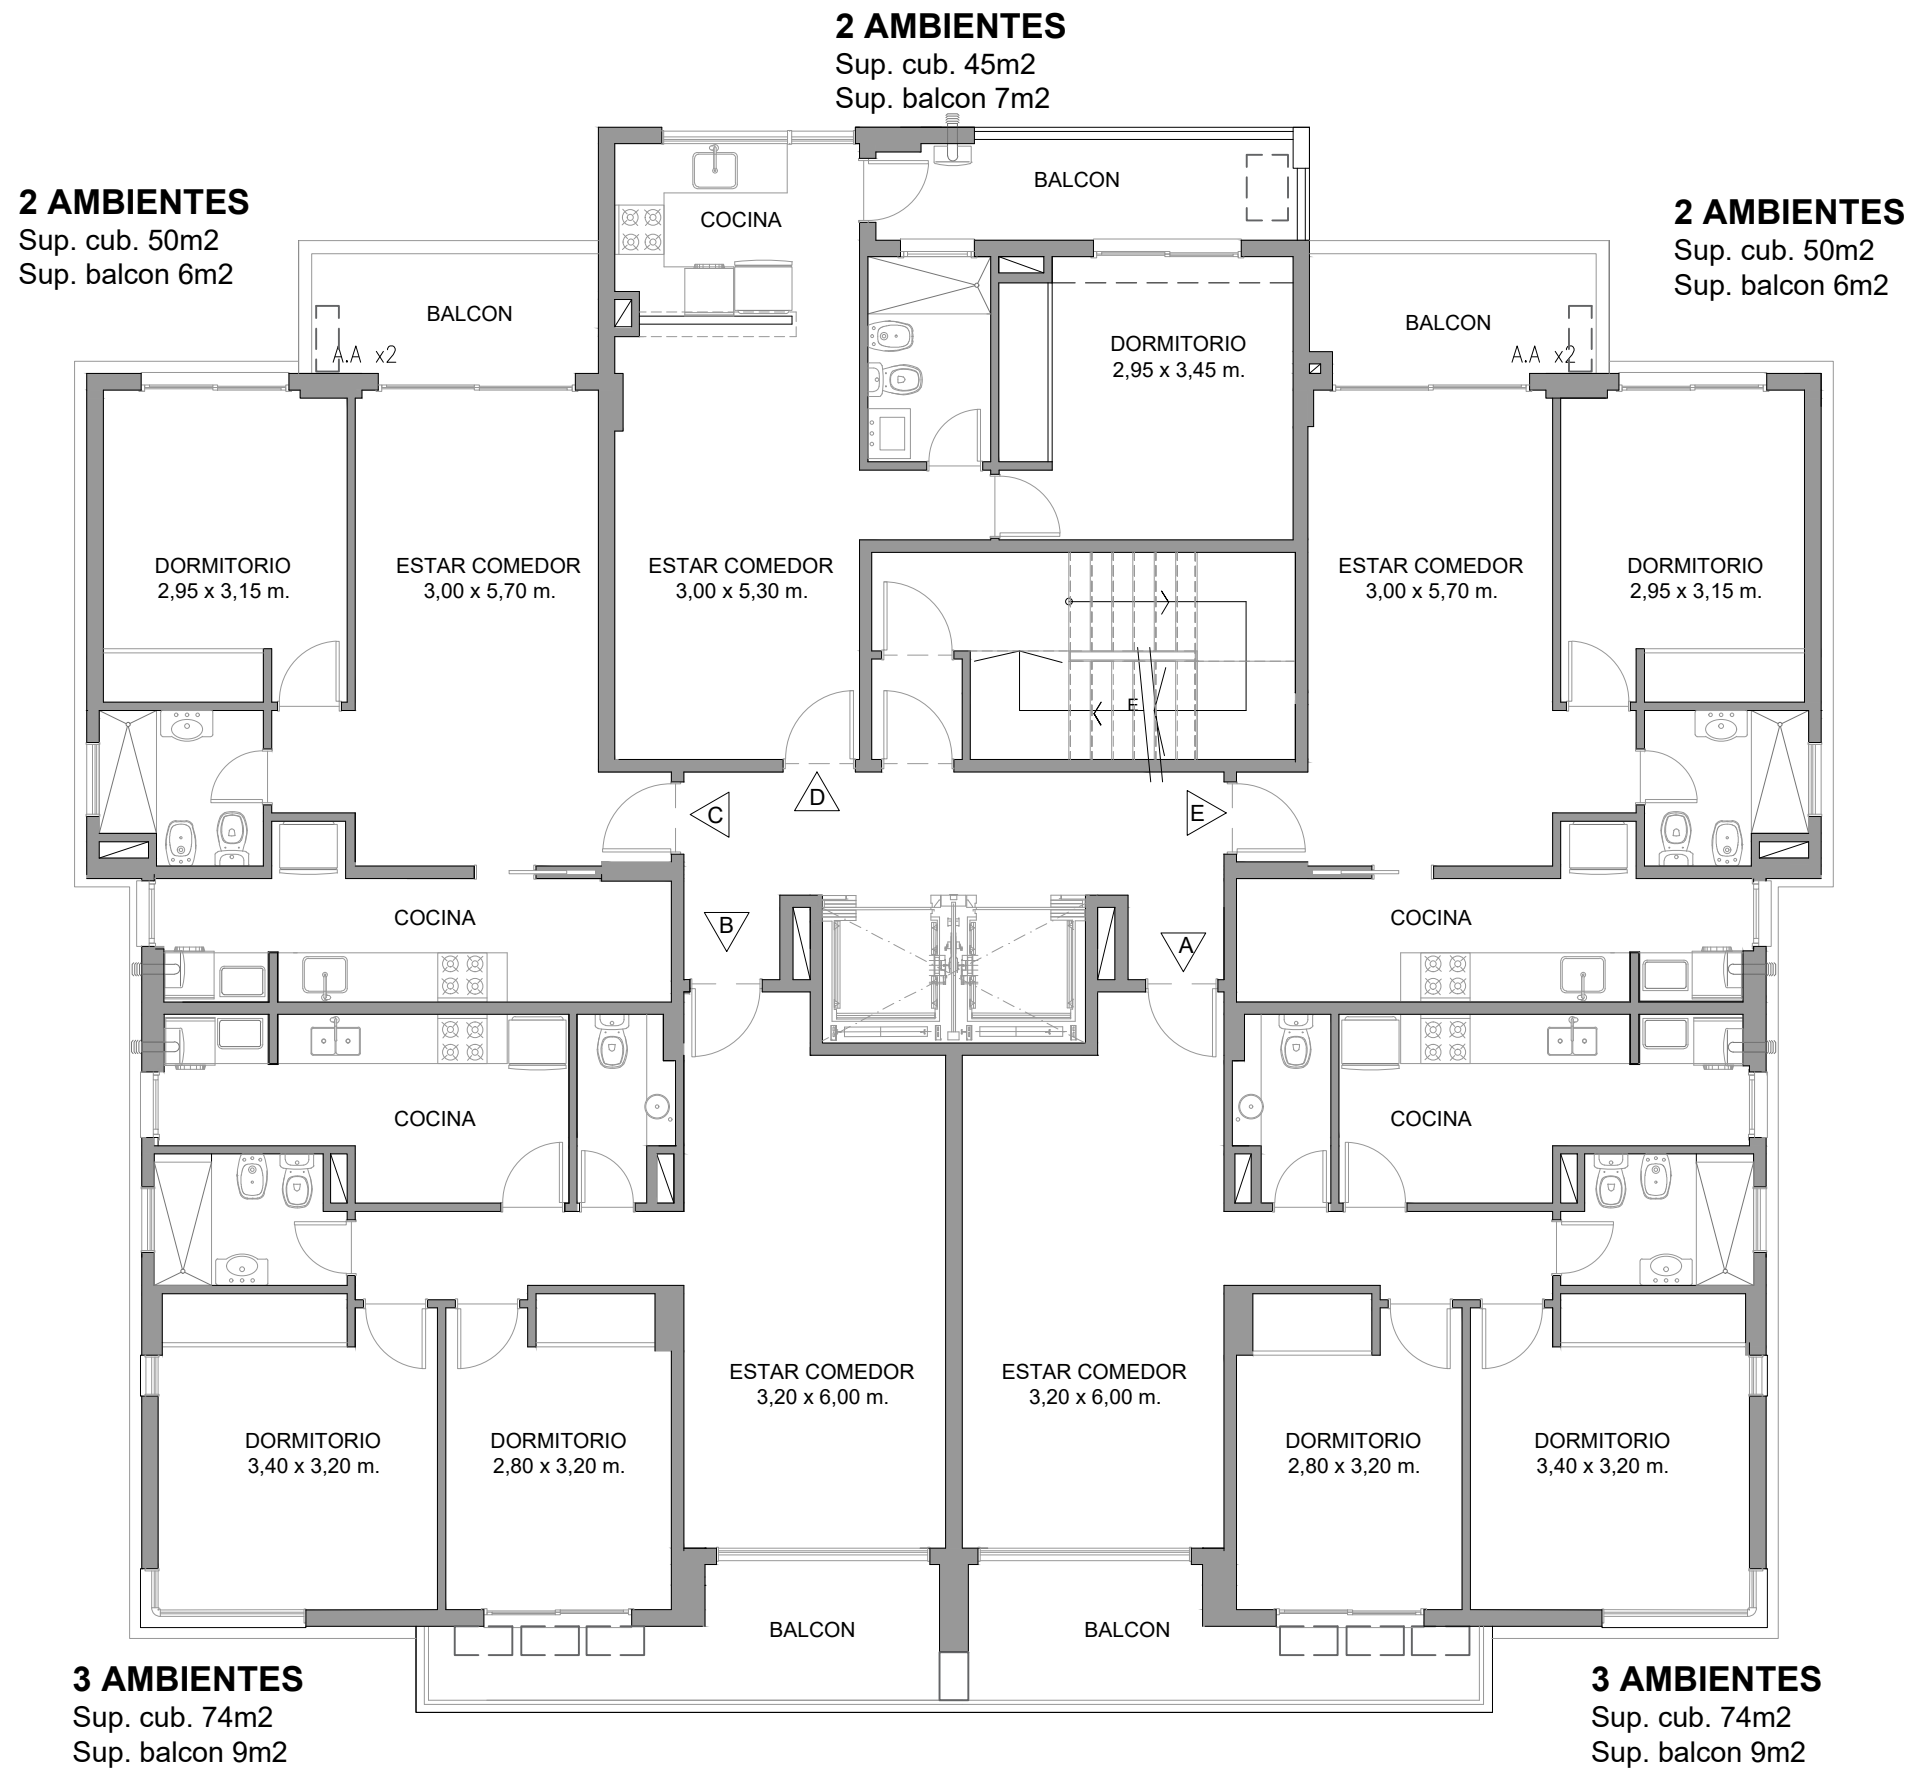 2 AMBIENTES
Sup. cub. 45m2
Sup. balcon 7m2
2 AMBIENTES
Sup. cub. 50m2
Sup. balcon 6m2
2 AMBIENTES
Sup. cub. 50m2
Sup. balcon 6m2
BALCON
COCINA
BALCON
A.A x2
DORMITORIO
2,95 x 3,45 m.
BALCON
A.A x2
DORMITORIO
2,95 x 3,15 m.
ESTAR COMEDOR
3,00 x 5,70 m.
ESTAR COMEDOR
3,00 x 5,30 m.
ESTAR COMEDOR
3,00 x 5,70 m.
DORMITORIO
2,95 x 3,15 m.
E
D
C
E
B
A
COCINA
COCINA
COCINA
COCINA
ESTAR COMEDOR
3,20 x 6,00 m.
ESTAR COMEDOR
3,20 x 6,00 m.
DORMITORIO
3,40 x 3,20 m.
DORMITORIO
2,80 x 3,20 m.
DORMITORIO
2,80 x 3,20 m.
DORMITORIO
3,40 x 3,20 m.
BALCON
BALCON
3 AMBIENTES
Sup. cub. 74m2
Sup. balcon 9m2
3 AMBIENTES
Sup. cub. 74m2
Sup. balcon 9m2